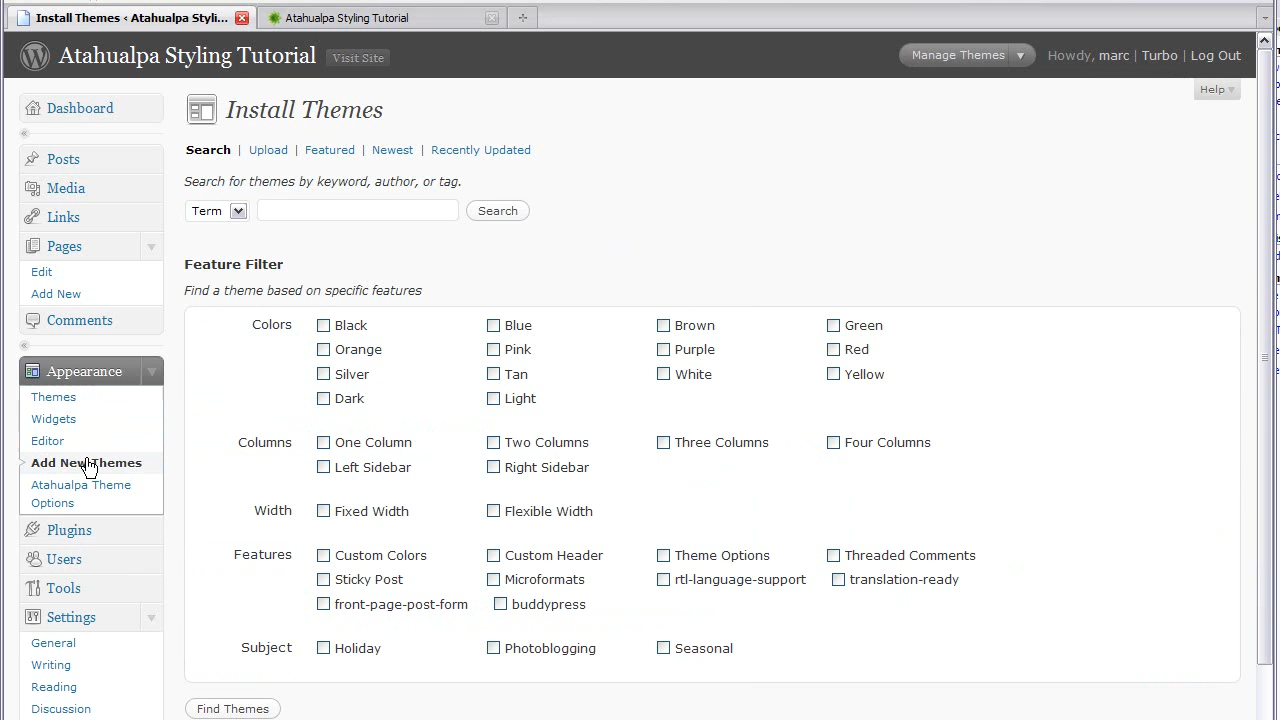 Install Themes ‹ Atahualpa Styli...
Atahualpa Styling Tutorial
Atahualpa Styling Tutorial
Visit Site
Manage Themes
Howdy, marc | Turbo | Log Out
Help
Dashboard
Posts
Media
Links
Pages
Edit
Add New
Comments
Appearance
Themes
Widgets
Editor
Add New Themes
Atahualpa Theme
Options
Plugins
Users
Tools
Settings
General
Writing
Reading
Discussion
Install Themes
Search | Upload | Featured | Newest | Recently Updated
Search for themes by keyword, author, or tag.
Term
Search
Feature Filter
Find a theme based on specific features
Colors Black Blue Brown Green
Orange Pink Purple Red
Silver Tan White Yellow
Dark Light
Columns One Column Two Columns Three Columns Four Columns
Left Sidebar Right Sidebar
Width Fixed Width Flexible Width
Features Custom Colors Custom Header Theme Options Threaded Comments
Sticky Post Microformats rtl-language-support translation-ready
front-page-post-form buddypress
Subject Holiday Photoblogging Seasonal
Find Themes